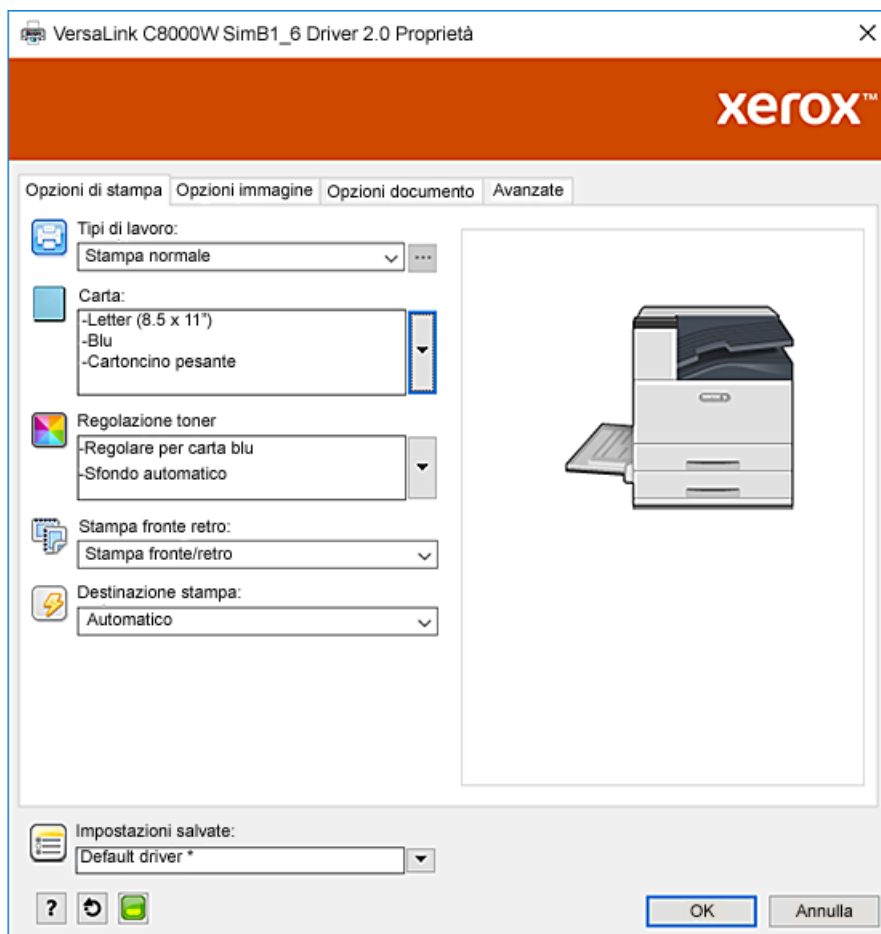 VersaLink C8000W SimB1_6 Driver 2.0 Proprietà
xerox™
Opzioni di stampa
Opzioni immagine
Opzioni documento
Avanzate
Tipi di lavoro:
Stampa normale
Carta:
-Letter (8.5 x 11”)
-Blu
-Cartoncino pesante
Regolazione toner
-Regolare per carta blu
-Sfondo automatico
Stampa fronte retro:
Stampa fronte/retro
Destinazione stampa:
Automatico
Impostazioni salvate:
Default driver *
?
OK
Annulla